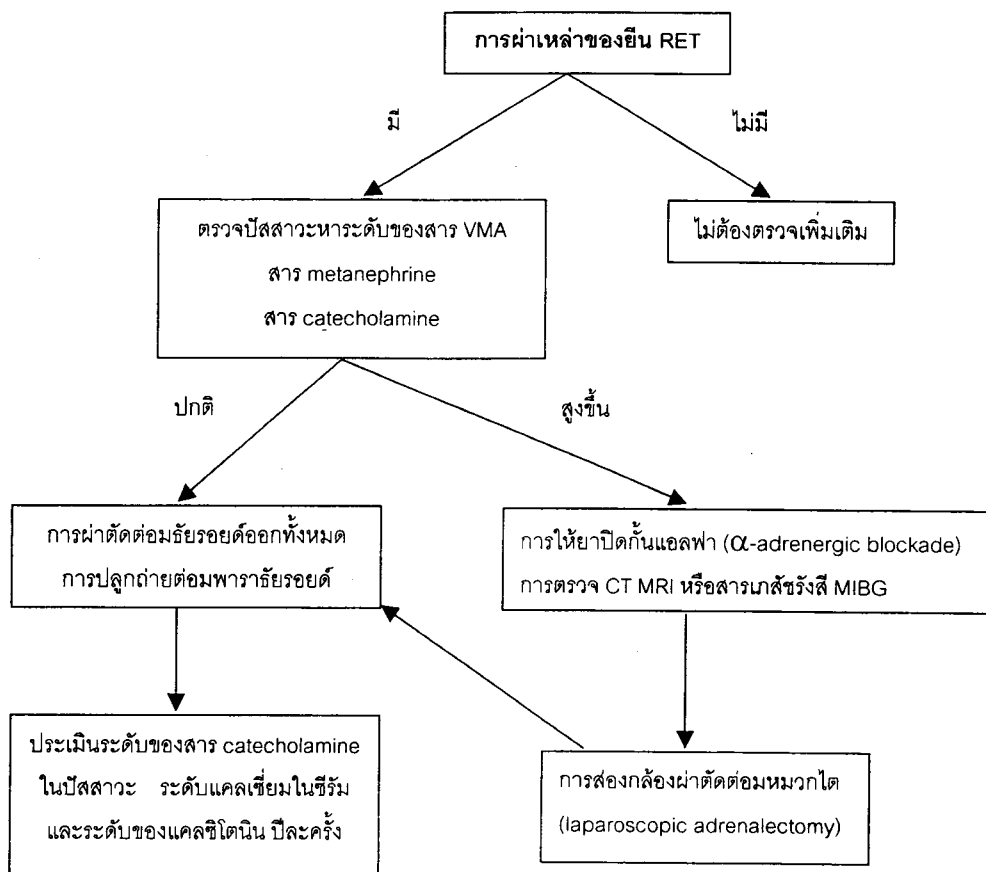 การผ่าเหล่าของยีน RET
มี
ไม่มี
ตรวจปัสสาวะหาระดับของสาร VMA
สาร metanephrine
สาร catecholamine
ไม่ต้องตรวจเพิ่มเติม
ปกติ
สูงขึ้น
การผ่าตัดต่อมธัยรอยด์ออกทั้งหมด
การปลูกถ่ายต่อมพาราธัยรอยด์
การให้ยาปิดกั้นแอลฟา (α-adrenergic blockade)
การตรวจ CT MRI หรือสารเภสัชรังสี MIBG
ประเมินระดับของสาร catecholamine
ในปัสสาวะ ระดับแคลเซี่ยมในซีรัม
และระดับของแคลซิโตนิน ปีละครั้ง
การส่องกล้องผ่าตัดต่อมหมวกไต
(laparoscopic adrenalectomy)